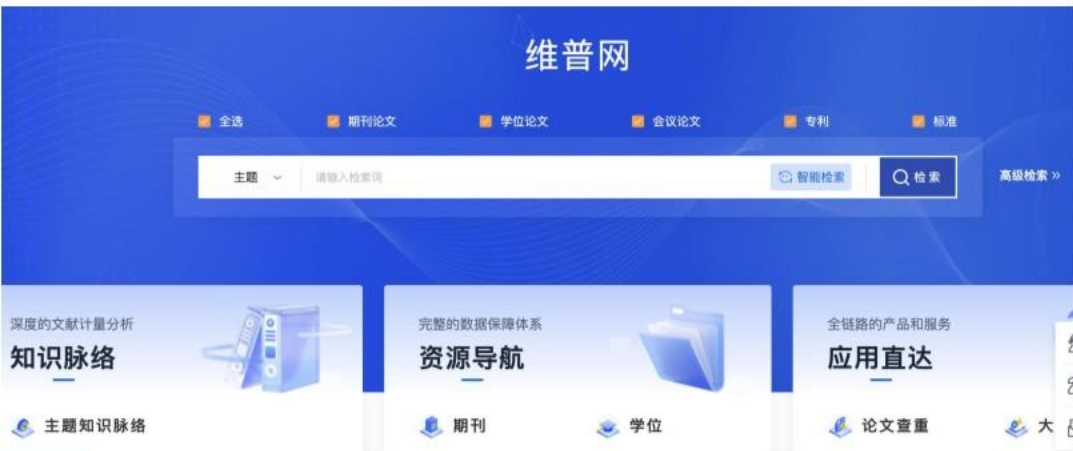 维普网
全选 期刊论文 学位论文 会议论文 专利 标准
主题 请输入检索词 智能检索 检索 高级检索 »
深度的文献计量分析 完整的数据保障体系 全链路的产品和服务
知识脉络 资源导航 应用直达
主题知识脉络 期刊 学位 论文查重 大